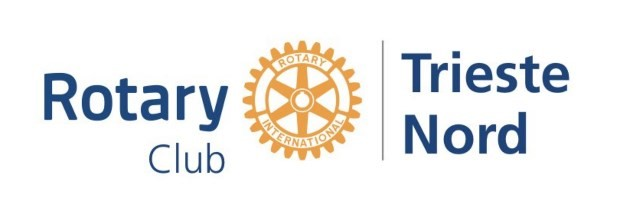 Rotary
Club
ROTARY
INTERNATIONAL
Trieste
Nord